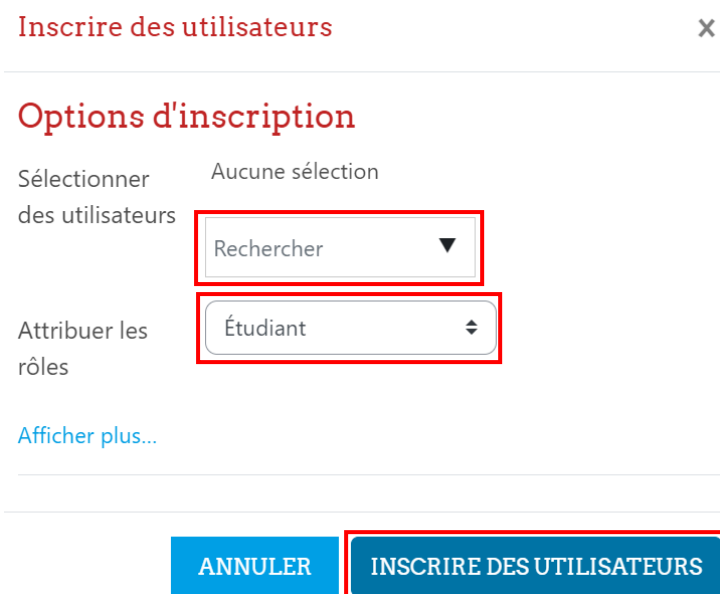 Inscrire des utilisateurs ×
Options d'inscription
Sélectionner des utilisateurs
Aucune sélection
Rechercher ▼
Attribuer les rôles
Étudiant
Afficher plus...
ANNULER
INSCRIRE DES UTILISATEURS